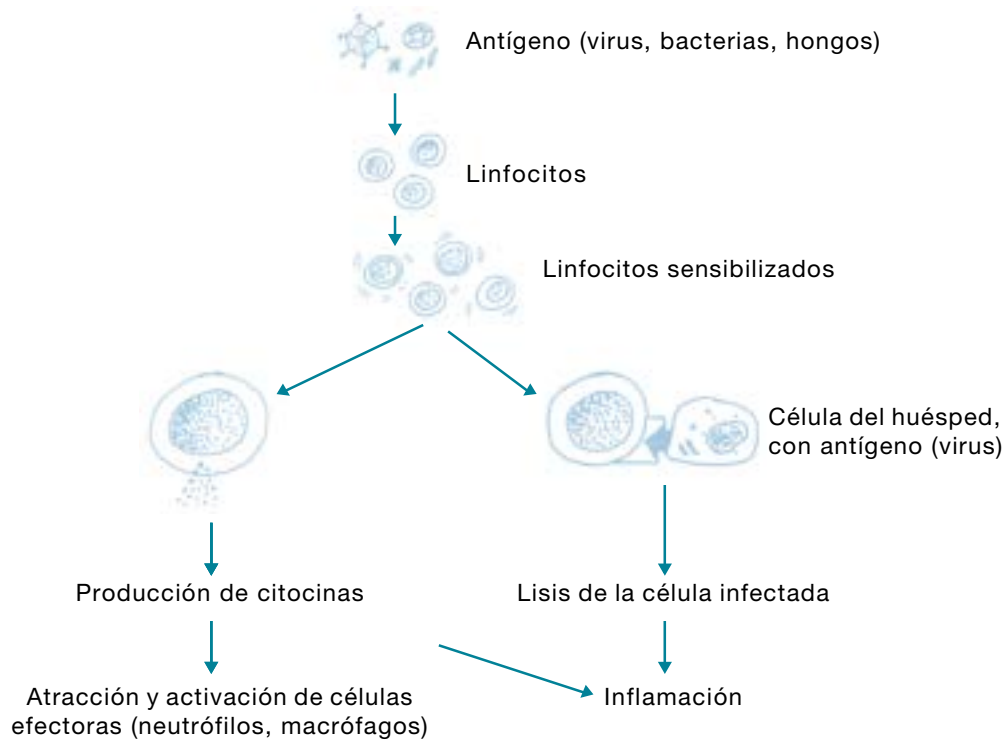 Antígeno (virus, bacterias, hongos)
Linfocitos
Linfocitos sensibilizados
Célula del huésped,
con antígeno (virus)
Producción de citocinas
Lisis de la célula infectada
Atracción y activación de células
efectoras (neutrófilos, macrófagos)
Inflamación